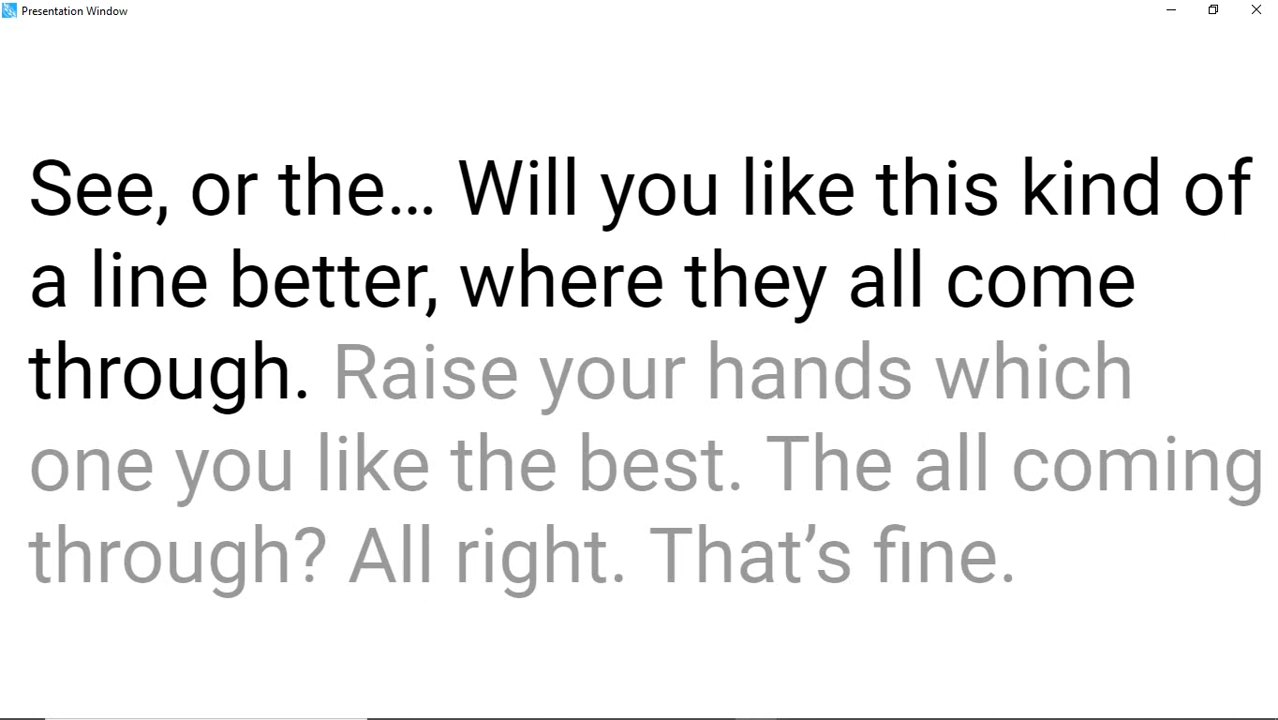 Presentation Window
See, or the… Will you like this kind of
a line better, where they all come
through. Raise your hands which
one you like the best. The all coming
through? All right. That’s fine.